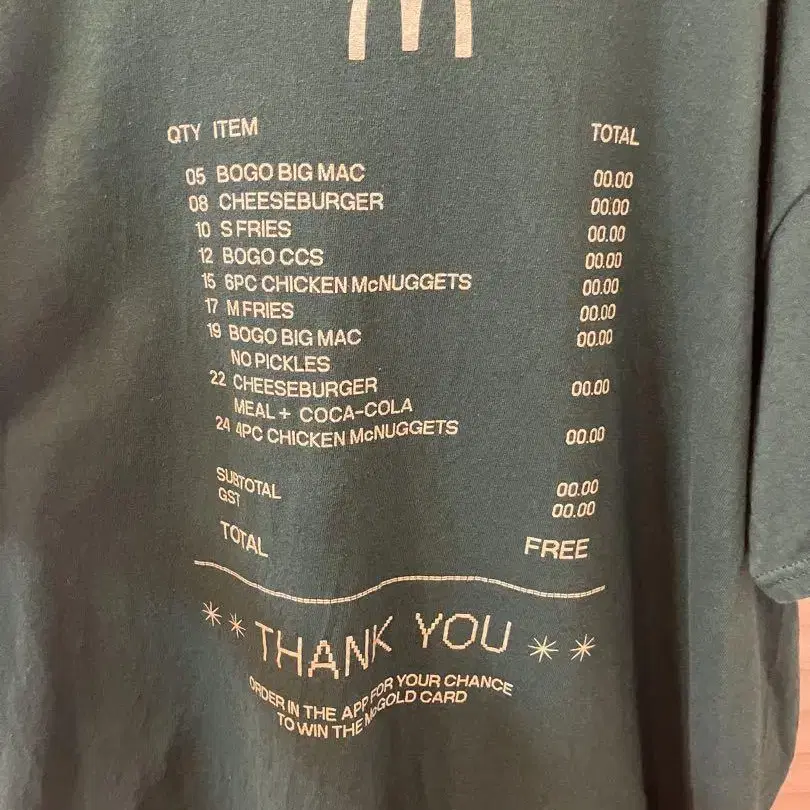 QTY ITEM TOTAL
05 BOGO BIG MAC 00.00
08 CHEESEBURGER 00.00
10 S FRIES 00.00
12 BOGO CCS 00.00
15 6PC CHICKEN McNUGGETS 00.00
17 M FRIES 00.00
19 BOGO BIG MAC 00.00
NO PICKLES
22 CHEESEBURGER 00.00
MEAL + COCA-COLA
24 4PC CHICKEN McNUGGETS 00.00
SUBTOTAL 00.00
GST 00.00
TOTAL FREE
** THANK YOU **
ORDER IN THE APP FOR YOUR CHANCE
TO WIN THE McGOLD CARD